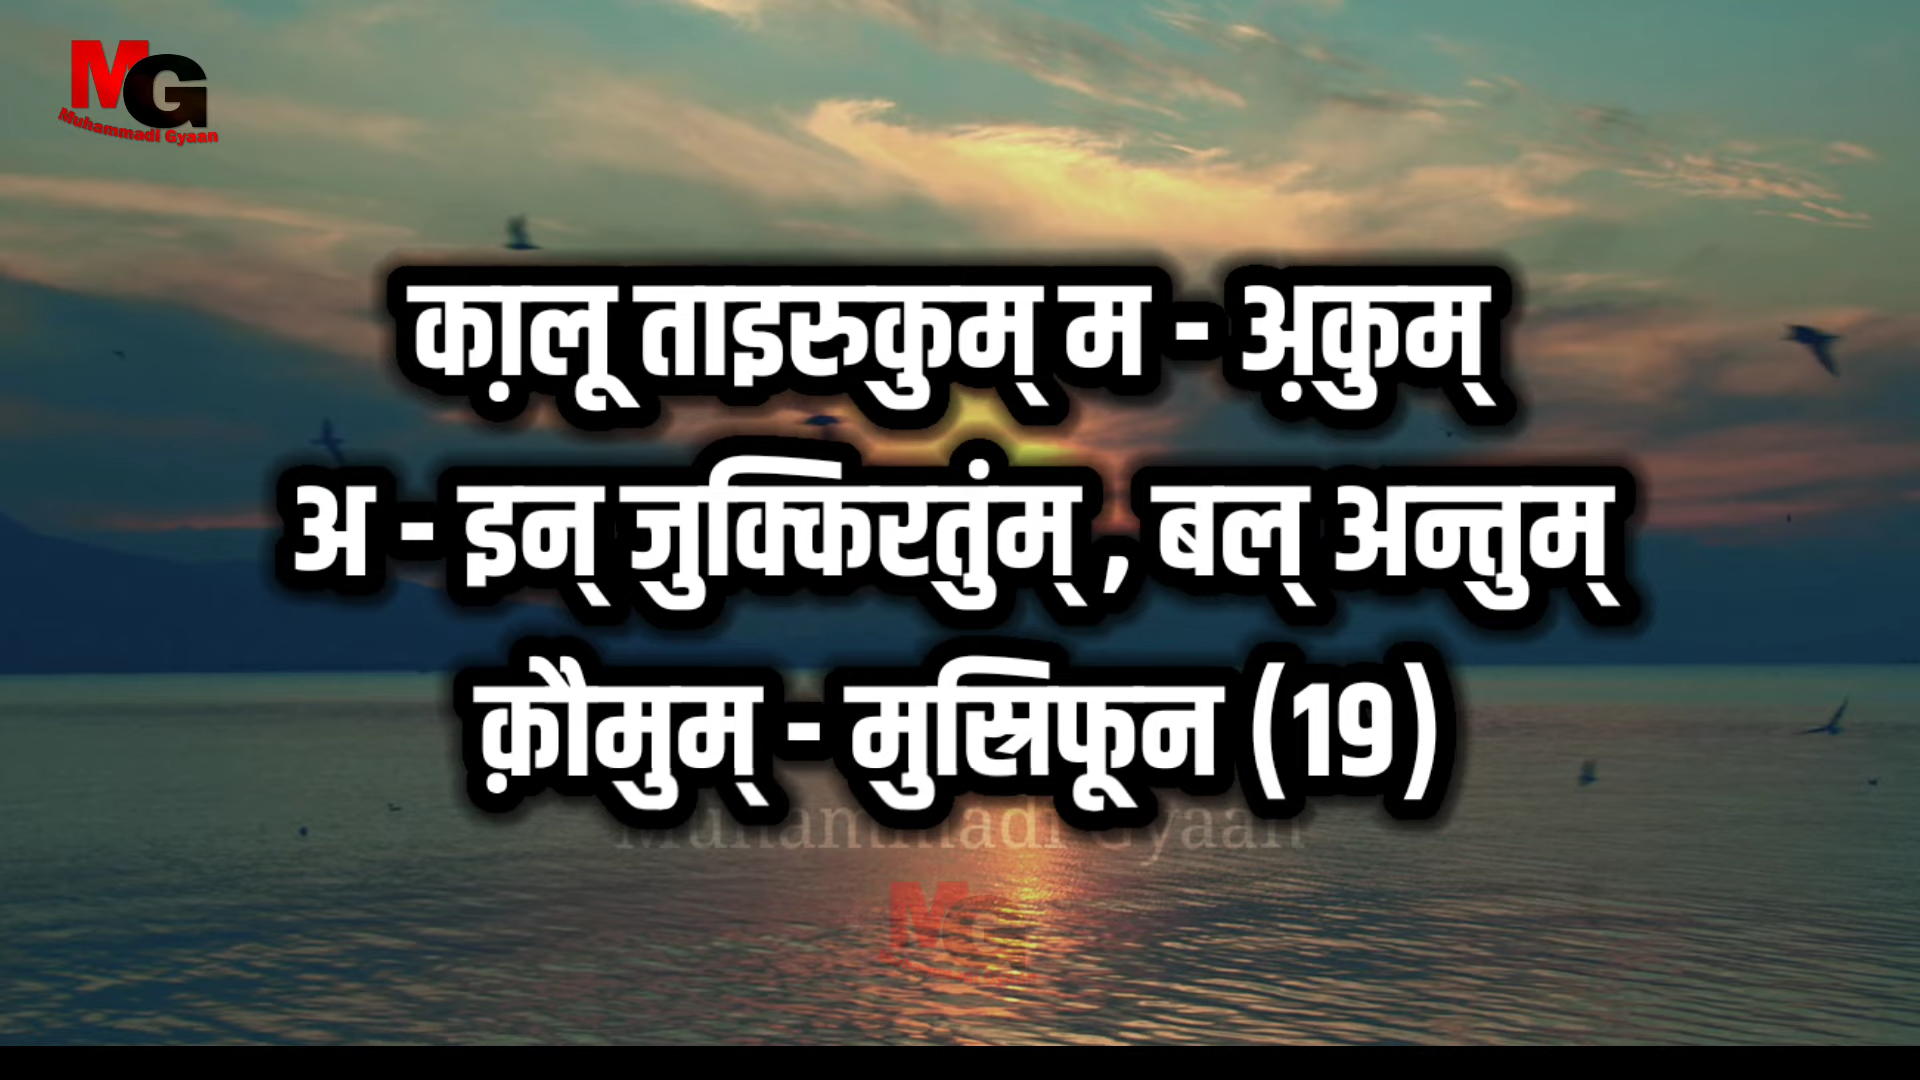 MG
Muhammadi Gyaan
का़लू ताइरुकुम् म - अ़कुम्
अ - इन् जुक्किरतुंम् , बल् अन्तुम्
क़ौमुम् - मुस्रिफून (19)
Muhammadi Gyaan
MG